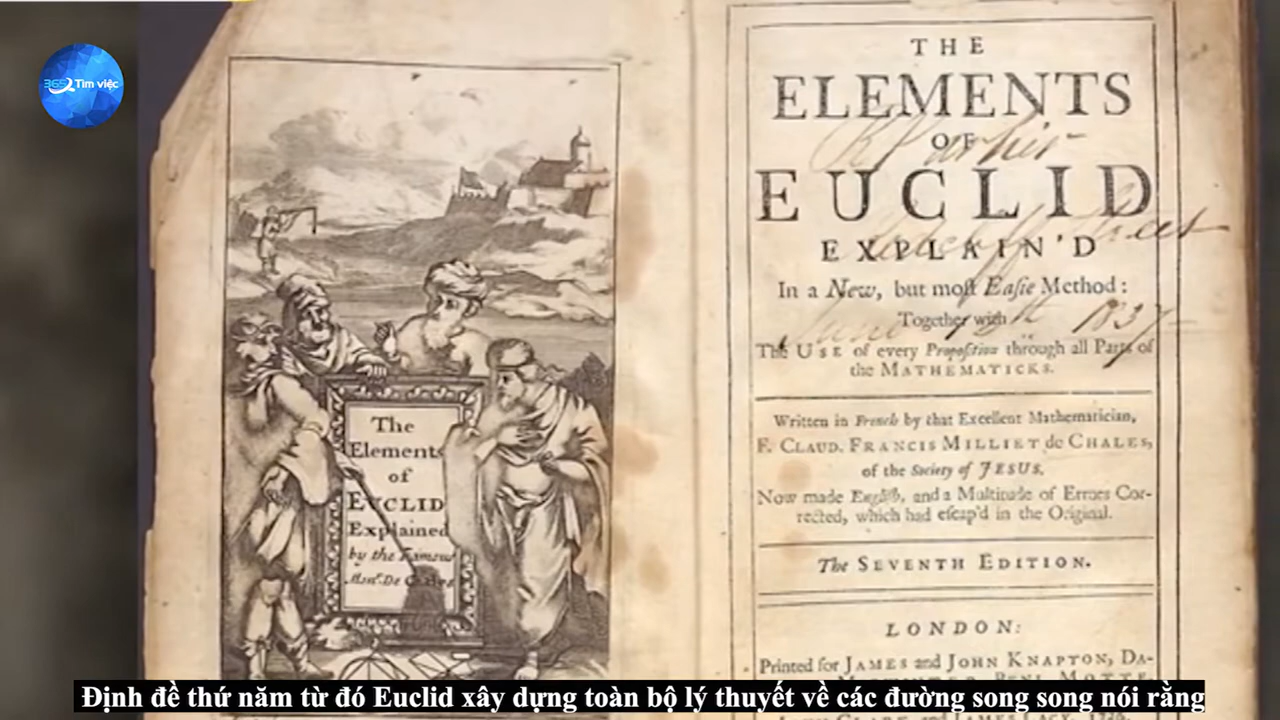 365 Tìm việc
The
Elements
of
EUCLID
Explained
by the Famous
THE
ELEMENTS
OF
EUCLID
EXPLAIN'D
In a New, but moſt Eaſie Method:
Together with
The USE of every Propoſition through all Parts of
the MATHEMATICKS.
Written in French by that Excellent Mathematician,
F. CLAUD. FRANCIS MILLIET de CHALES,
of the Society of JESUS.
Now made Engliſh, and a Multitude of Errors Cor-
rected, which had eſcap'd in the Original.
The SEVENTH EDITION.
LONDON:
Printed for JAMES and JOHN KNAPTON, DA-
1837
Định đề thứ năm từ đó Euclid xây dựng toàn bộ lý thuyết về các đường song song nói rằng